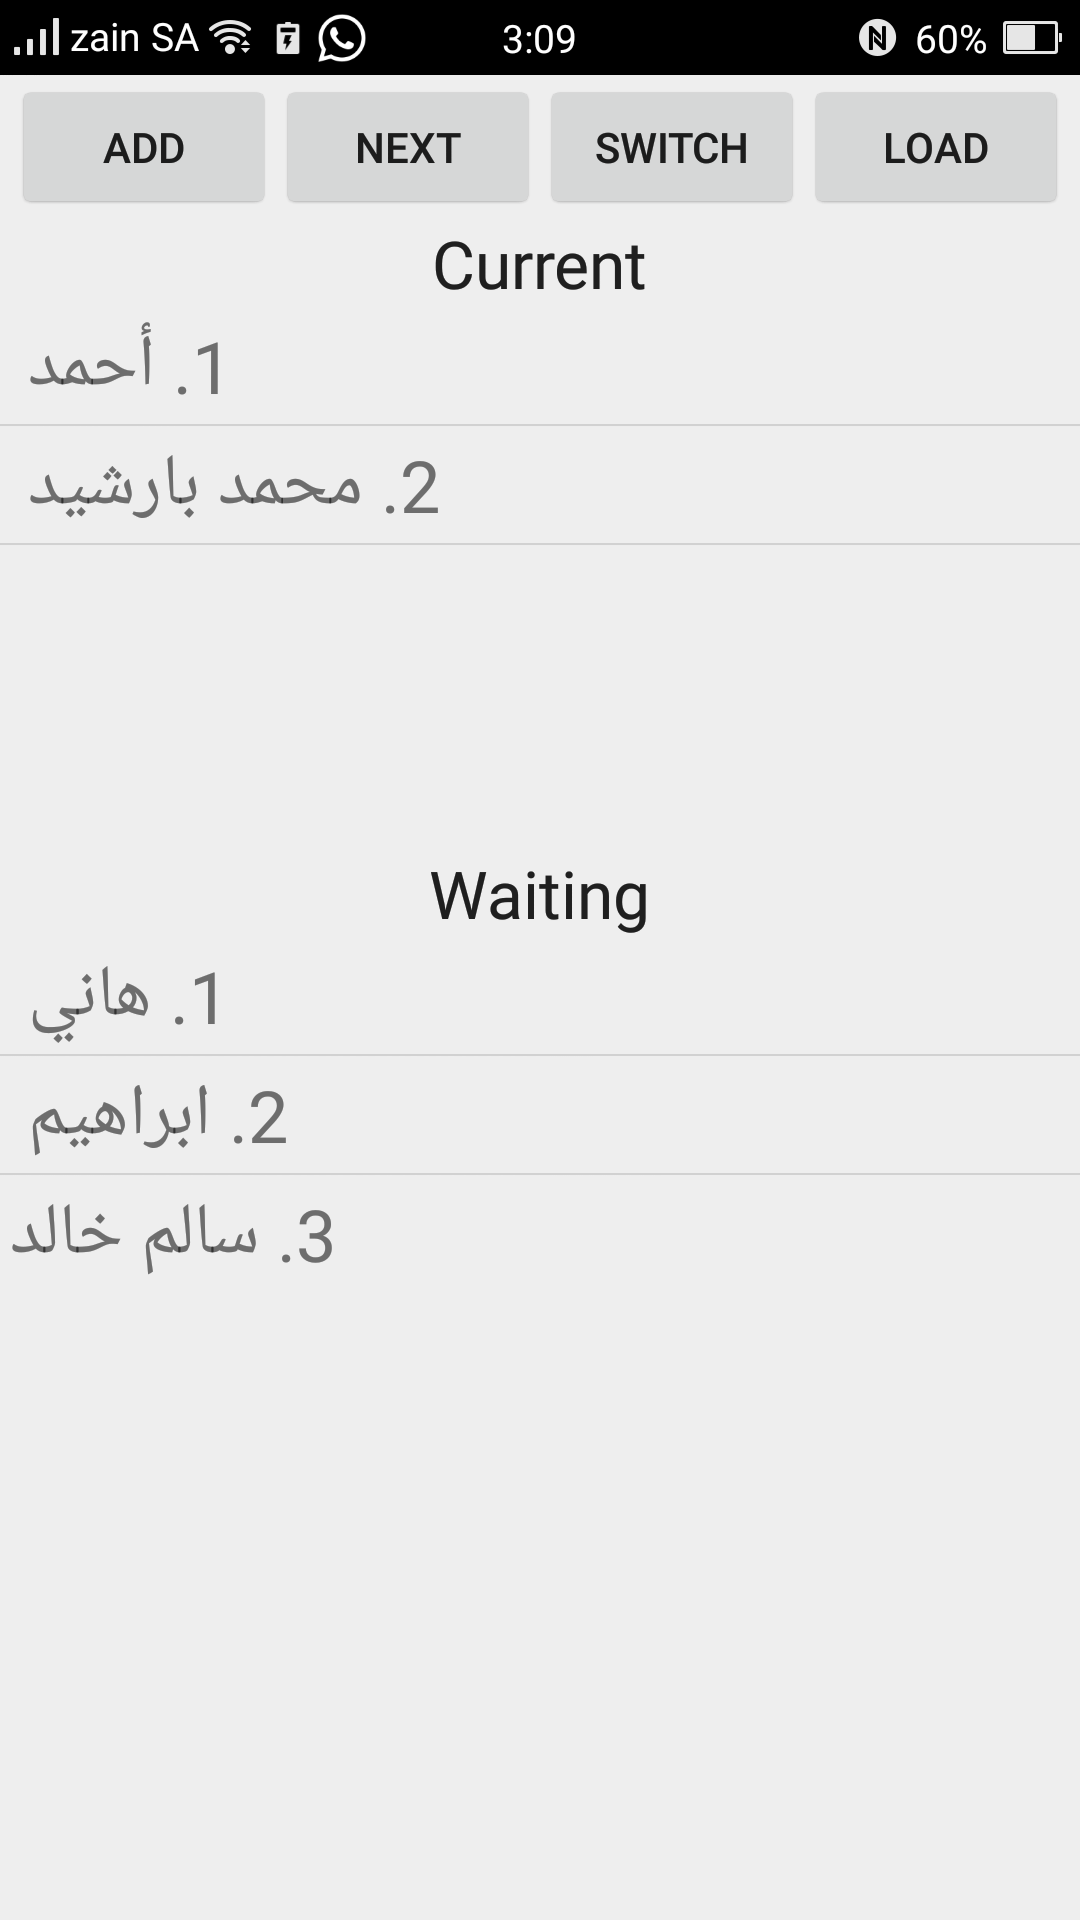 zain SA 3:09 60%
ADD NEXT SWITCH LOAD
Current
1. أحمد
2. محمد بارشيد
Waiting
1. هاني
2. ابراهيم
3. سالم خالد